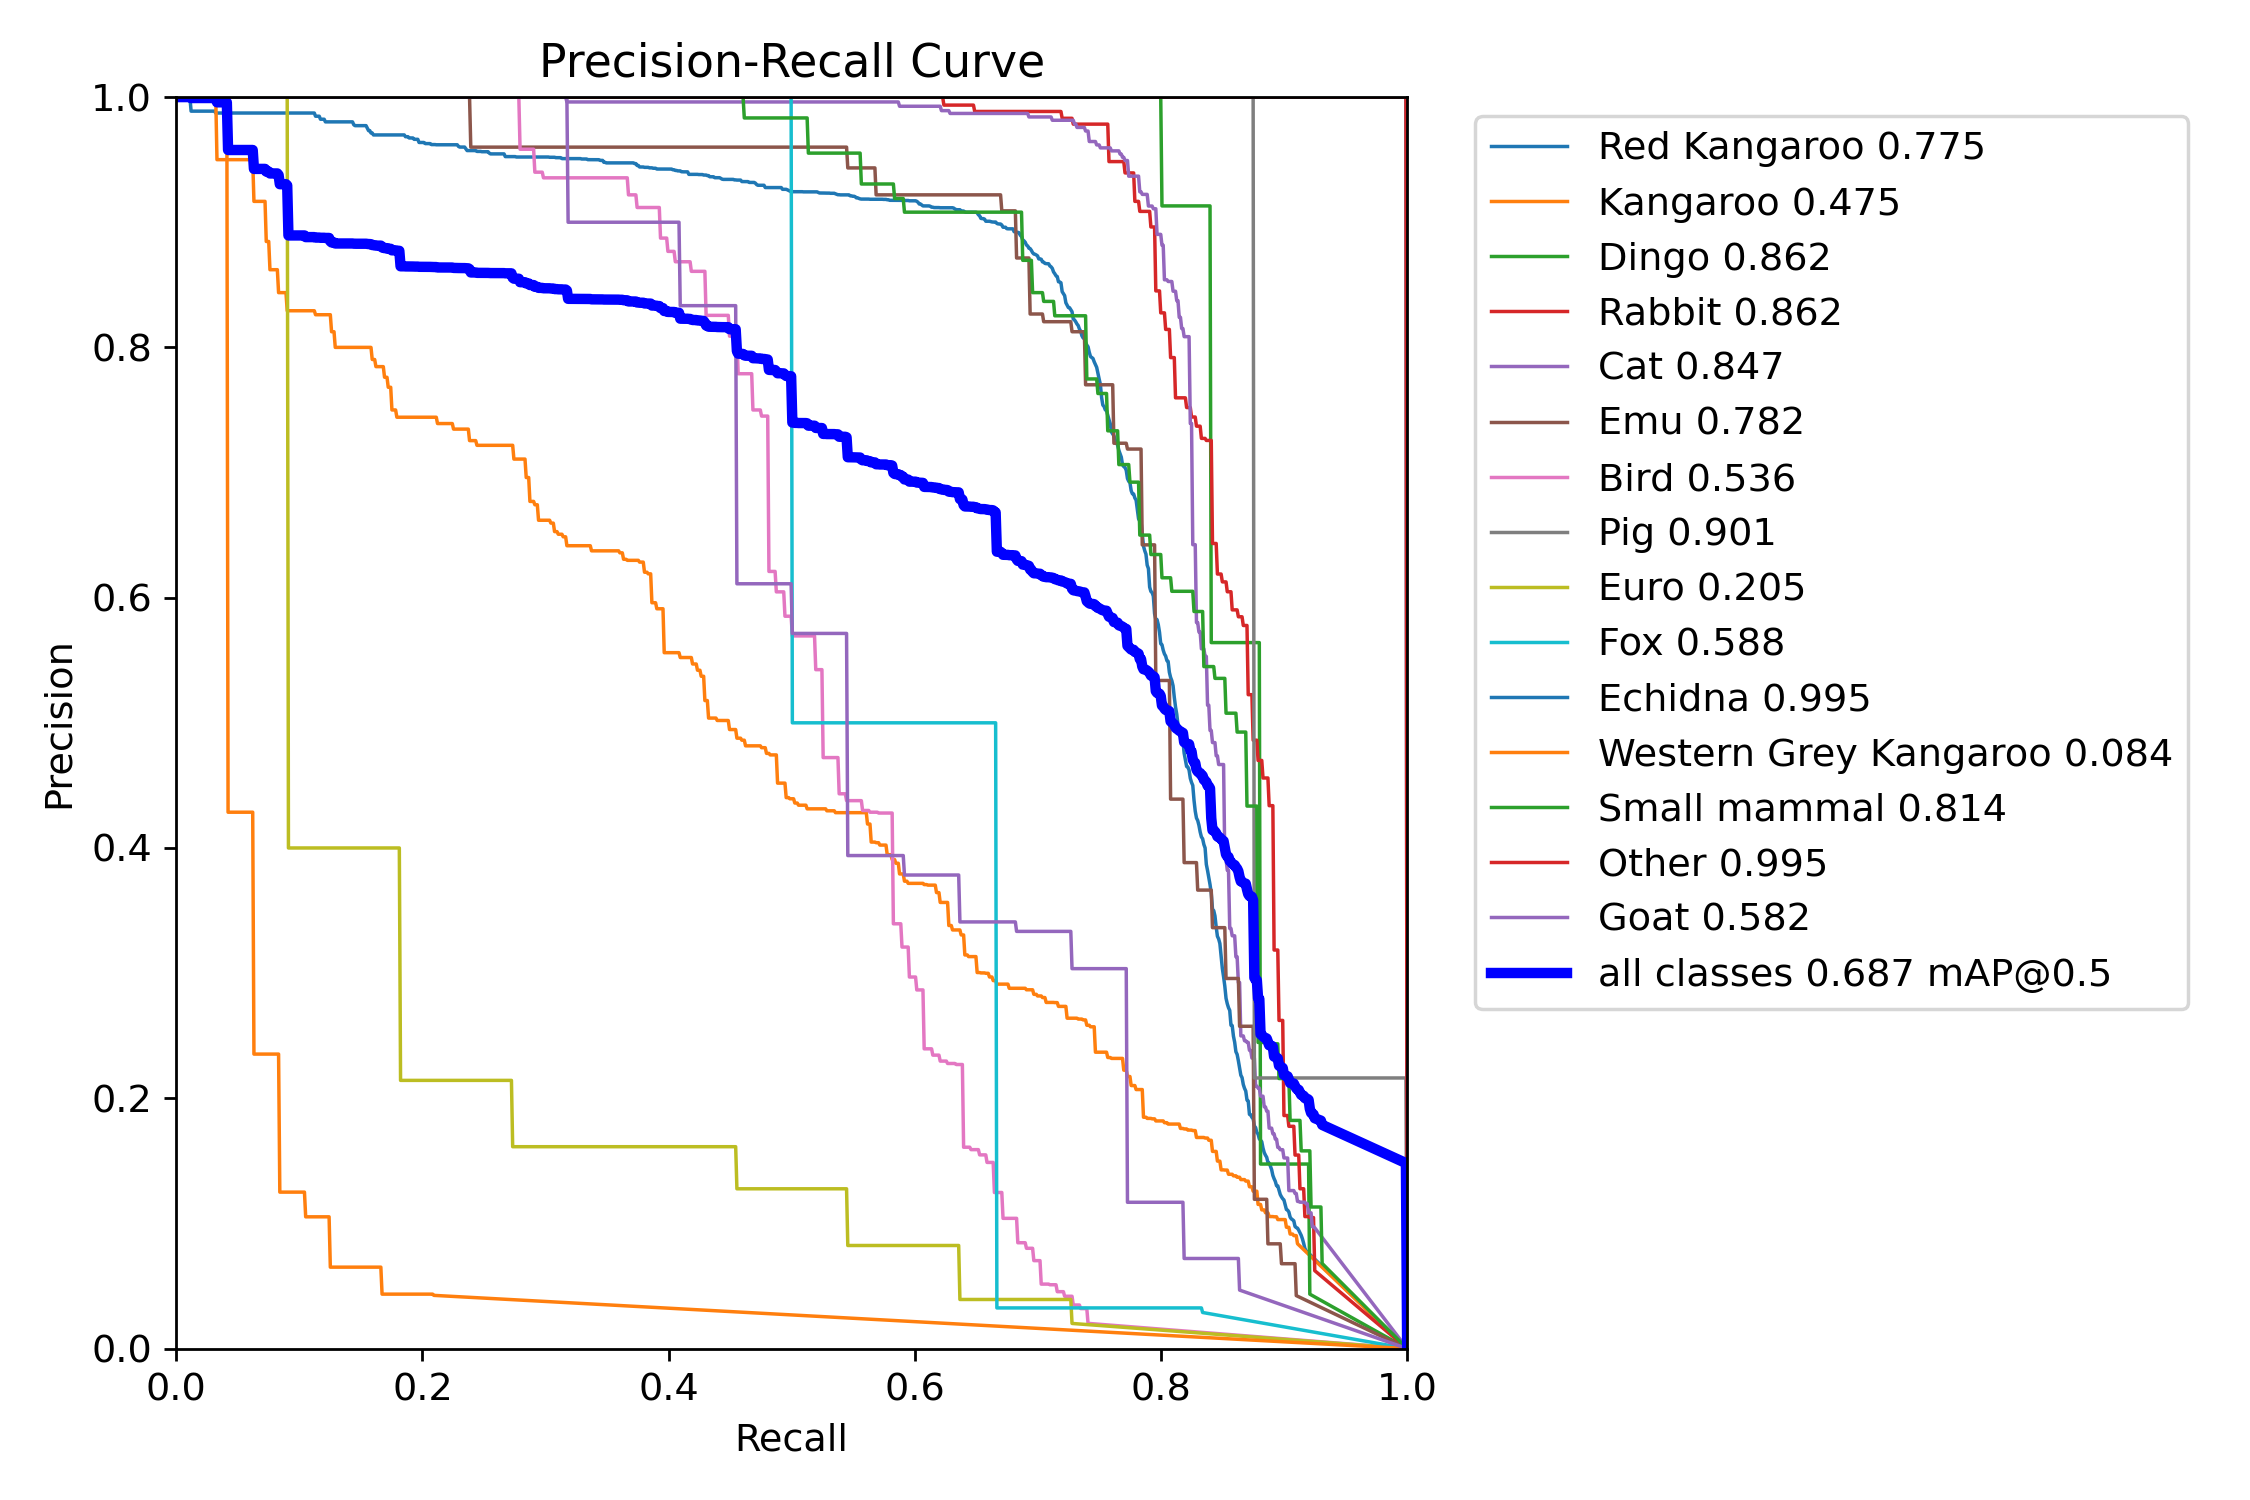 Precision-Recall Curve
1.0
0.8
0.6
0.4
0.2
0.0
Precision
0.0 0.2 0.4 0.6 0.8 1.0
Recall
Red Kangaroo 0.775
Kangaroo 0.475
Dingo 0.862
Rabbit 0.862
Cat 0.847
Emu 0.782
Bird 0.536
Pig 0.901
Euro 0.205
Fox 0.588
Echidna 0.995
Western Grey Kangaroo 0.084
Small mammal 0.814
Other 0.995
Goat 0.582
all classes 0.687 mAP@0.5